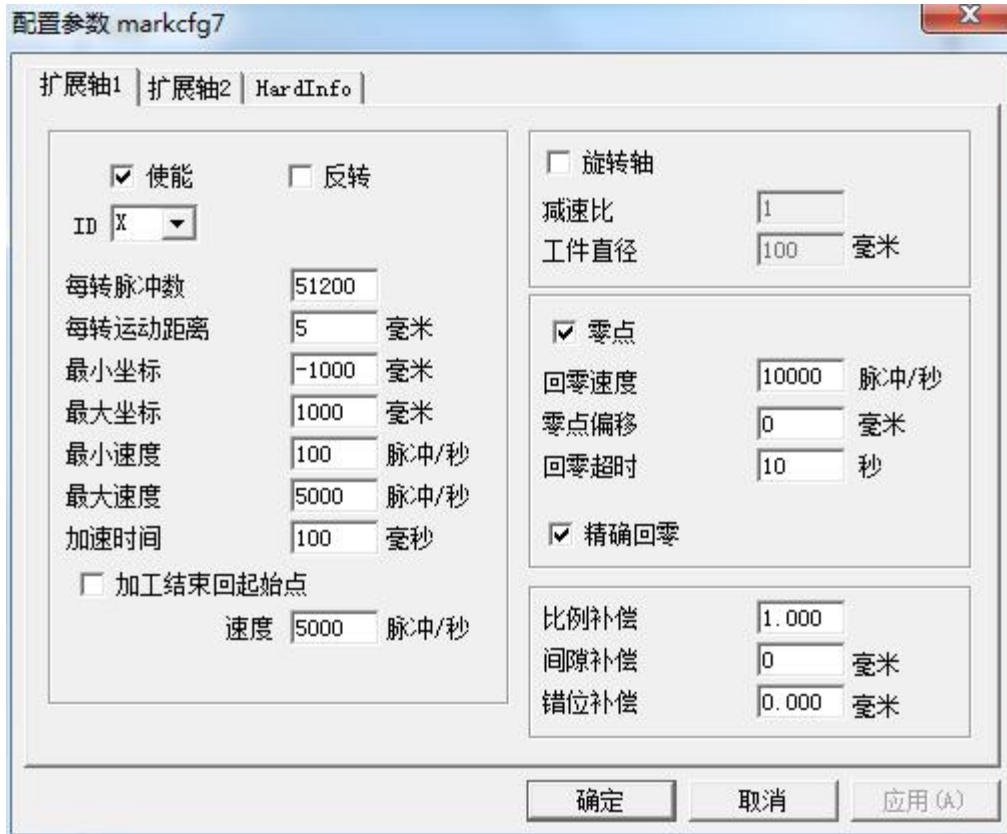 配置参数 markcfg7
扩展轴1 扩展轴2 HardInfo
使能 反转
ID X
每转脉冲数 51200
每转运动距离 5 毫米
最小坐标 -1000 毫米
最大坐标 1000 毫米
最小速度 100 脉冲/秒
最大速度 5000 脉冲/秒
加速时间 100 毫秒
加工结束回起始点
速度 5000 脉冲/秒
旋转轴
减速比 1
工件直径 100 毫米
零点
回零速度 10000 脉冲/秒
零点偏移 0 毫米
回零超时 10 秒
精确回零
比例补偿 1.000
间隙补偿 0 毫米
错位补偿 0.000 毫米
确定 取消 应用(A)